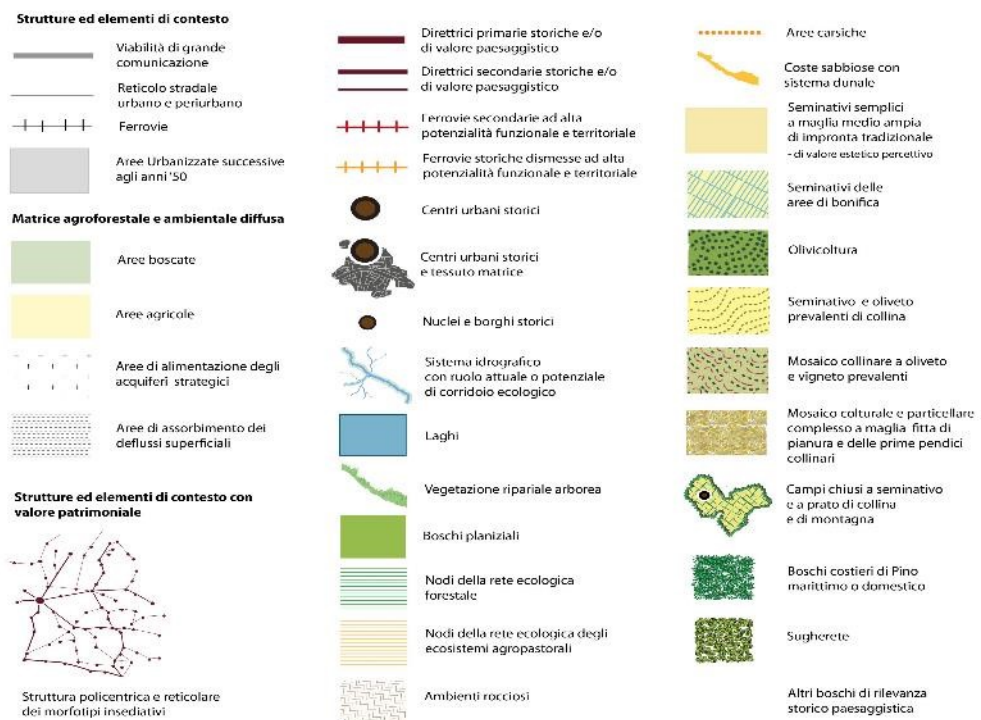 Strutture ed elementi di contesto
Viabilità di grande
comunicazione
Reticolo stradale
urbano e periurbano
Ferrovie
Aree Urbanizzate successive
agli anni '50
Matrice agroforestale e ambientale diffusa
Aree boscate
Aree agricole
Aree di alimentazione degli
acquiferi strategici
Aree di assorbimento dei
deflussi superficiali
Strutture ed elementi di contesto con
valore patrimoniale
Struttura policentrica e reticolare
dei morfotipi insediativi
Direttrici primarie storiche e/o
di valore paesaggistico
Direttrici secondarie storiche e/o
di valore paesaggistico
Ferrovie secondarie ad alta
potenzialità funzionale e territoriale
Ferrovie storiche dismesse ad alta
potenzialità funzionale e territoriale
Centri urbani storici
Centri urbani storici
e tessuto matrice
Nuclei e borghi storici
Sistema idrografico
con ruolo attuale o potenziale
di corridoio ecologico
Laghi
Vegetazione ripariale arborea
Boschi planiziali
Nodi della rete ecologica
forestale
Nodi della rete ecologica degli
ecosistemi agropastorali
Ambienti rocciosi
Aree carsiche
Coste sabbiose con
sistema dunale
Seminativi semplici
a maglia medio ampia
di impronta tradizionale
- di valore estetico percettivo
Seminativi delle
aree di bonifica
Olivicoltura
Seminativo e oliveto
prevalenti di collina
Mosaico collinare a oliveto
e vigneto prevalenti
Mosaico colturale e particellare
complesso a maglia fitta di
pianura e delle prime pendici
collinari
Campi chiusi a seminativo
e a prato di collina
e di montagna
Boschi costieri di Pino
marittimo o domestico
Sugherete
Altri boschi di rilevanza
storico paesaggistica